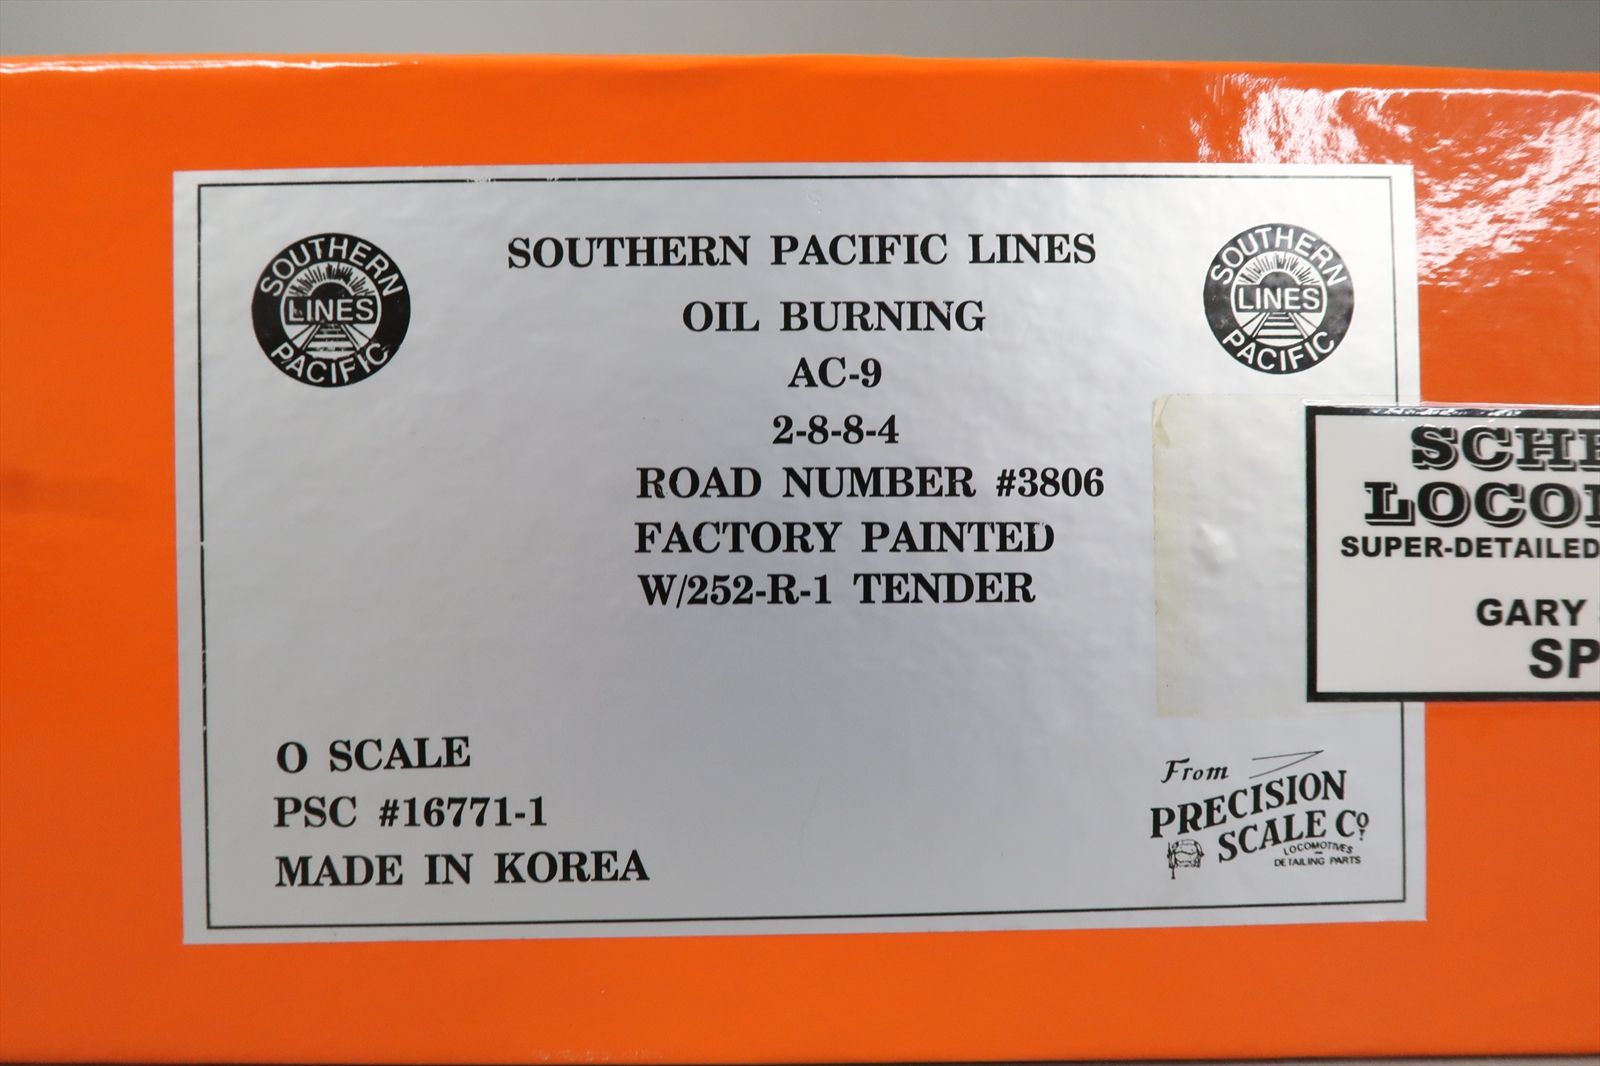 SOUTHERN PACIFIC LINES
SOUTHERN PACIFIC LINES
SOUTHERN PACIFIC LINES
OIL BURNING
AC-9
2-8-8-4
ROAD NUMBER #3806
FACTORY PAINTED
W/252-R-1 TENDER
SUPER-DETAILED
GARY
SP
O SCALE
PSC #16771-1
MADE IN KOREA
From
PRECISION
SCALE Co.
LOCOMOTIVES
DETAILING PARTS